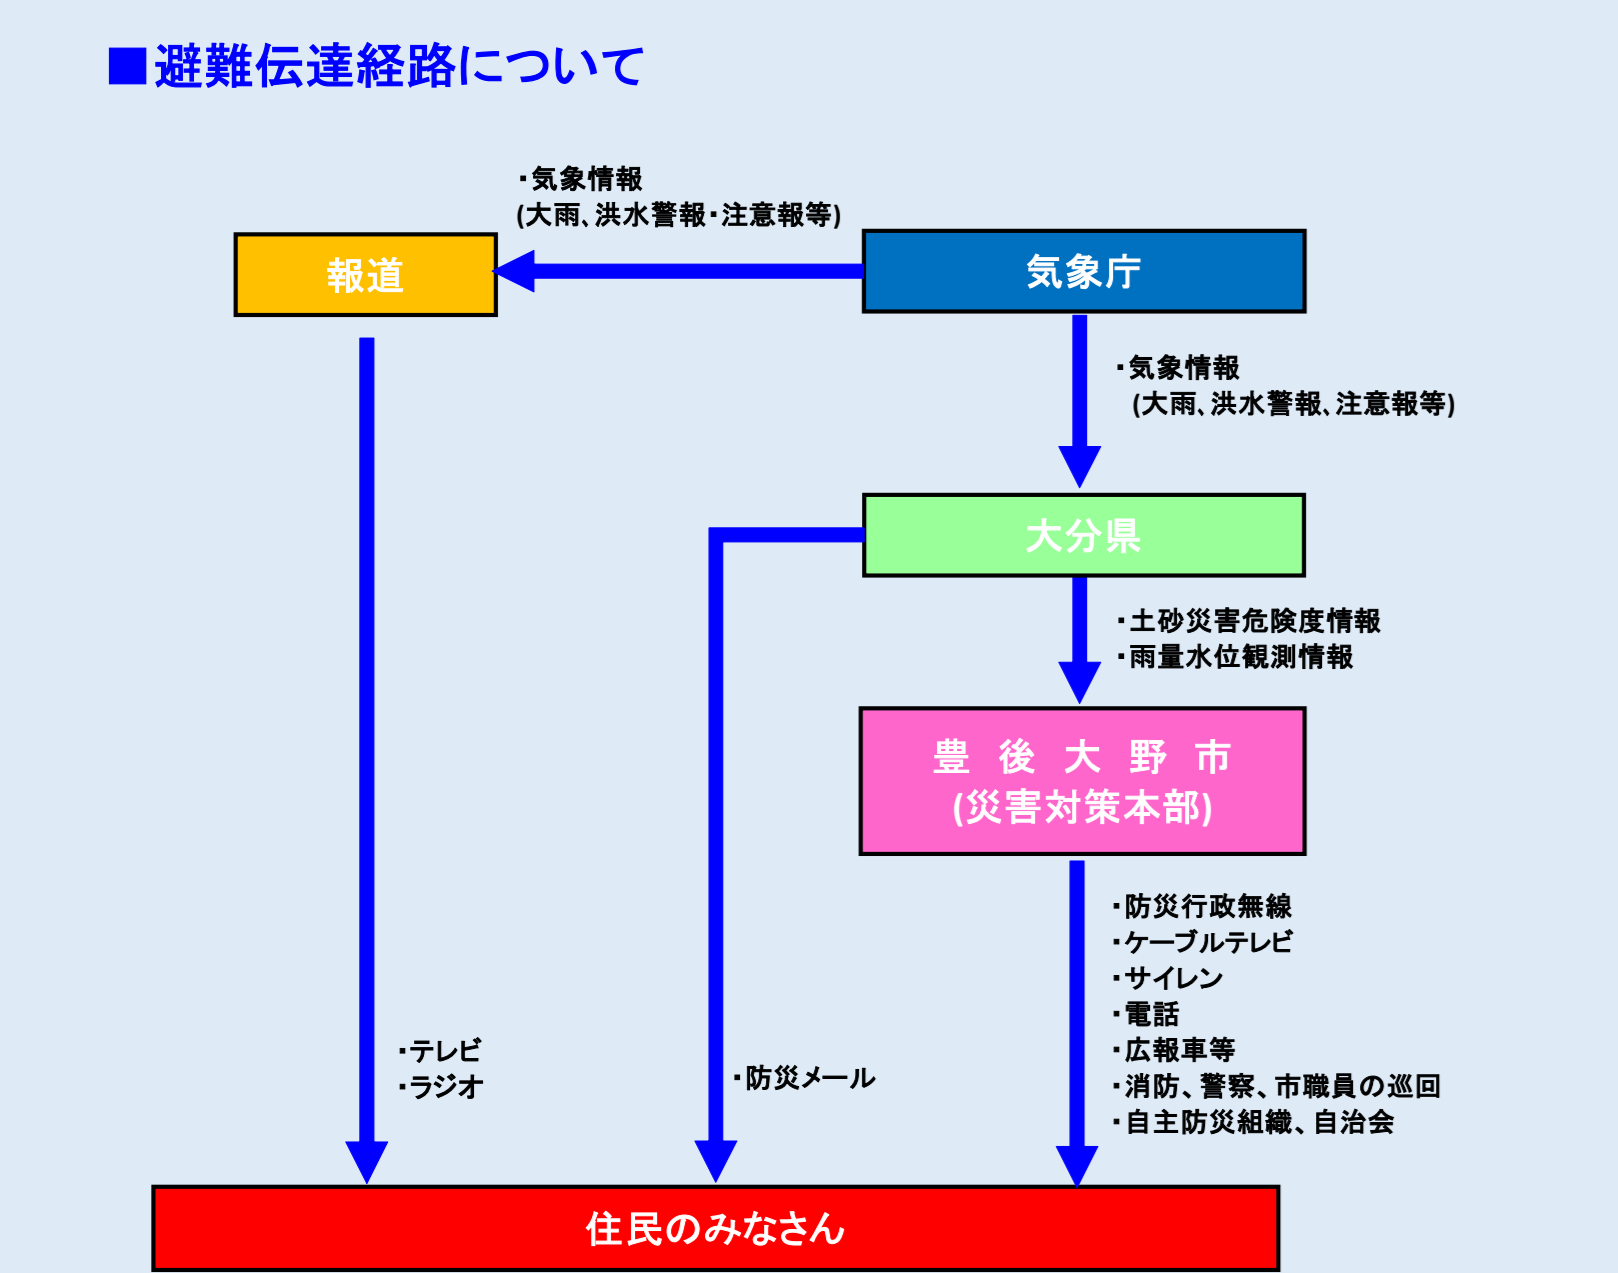 ■避難伝達経路について
・気象情報
(大雨、洪水警報・注意報等)
報道
気象庁
・気象情報
(大雨、洪水警報、注意報等)
大分県
・土砂災害危険度情報
・雨量水位観測情報
豊　後　大　野　市
(災害対策本部)
・防災行政無線
・ケーブルテレビ
・サイレン
・電話
・広報車等
・消防、警察、市職員の巡回
・自主防災組織、自治会
・テレビ
・ラジオ
・防災メール
住民のみなさん